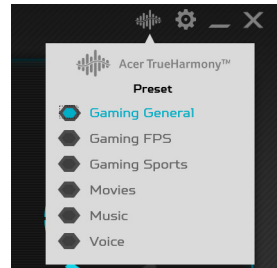 Acer TrueHarmony™
Preset
Gaming General
Gaming FPS
Gaming Sports
Movies
Music
Voice